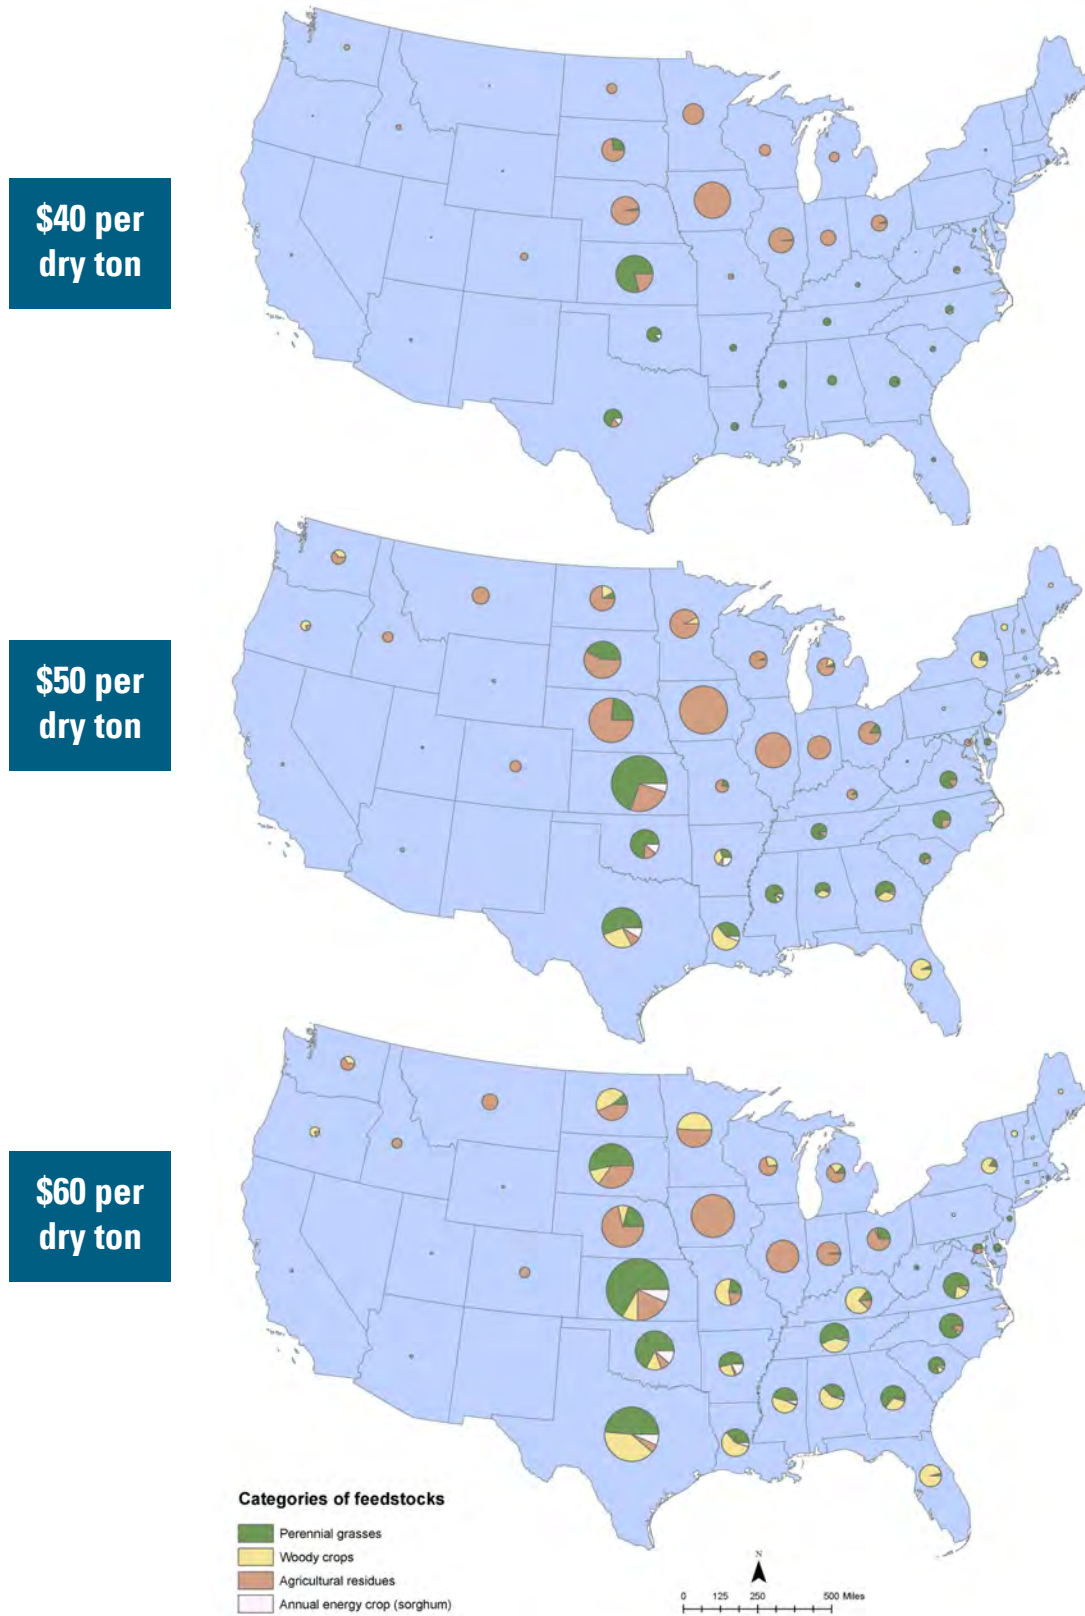 $40 per
dry ton
$50 per
dry ton
$60 per
dry ton
Categories of feedstocks
Perennial grasses
Woody crops
Agricultural residues
Annual energy crop (sorghum)
N
0 125 250 500 Miles